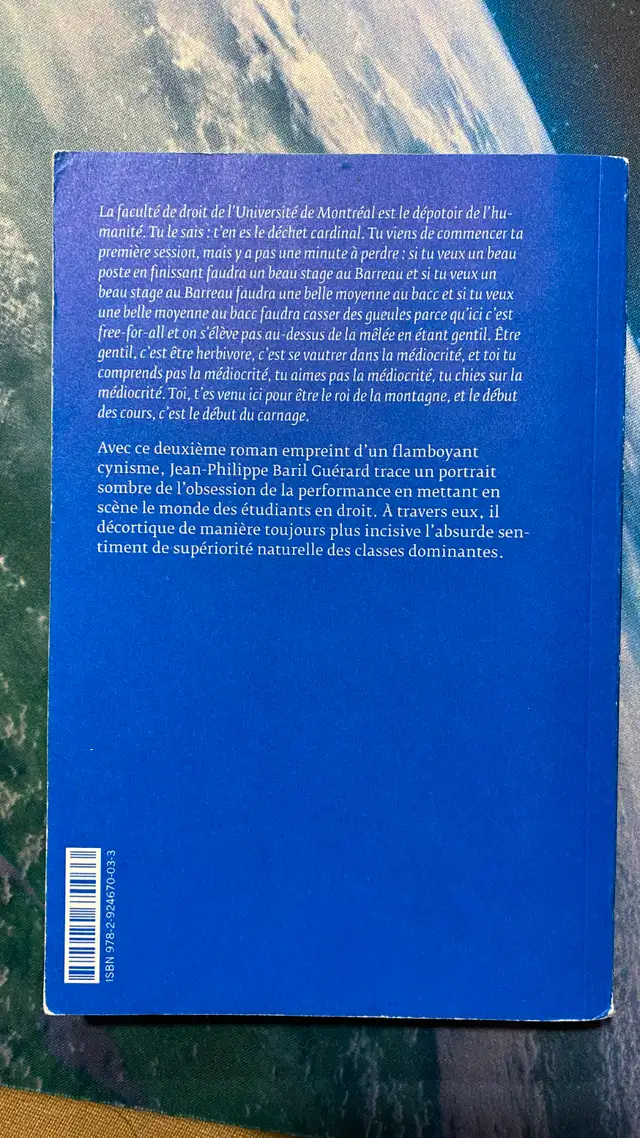 La faculté de droit de l'Université de Montréal est le dépotoir de l'hu-
manité. Tu le sais : t'en es le déchet cardinal. Tu viens de commencer ta
première session, mais y a pas une minute à perdre : si tu veux un beau
poste en finissant faudra un beau stage au Barreau et si tu veux un
beau stage au Barreau faudra une belle moyenne au bacc et si tu veux
une belle moyenne au bacc faudra casser des gueules parce qu'ici c'est
free-for-all et on s'élève pas au-dessus de la mêlée en étant gentil. Être
gentil, c'est être herbivore, c'est se vautrer dans la médiocrité, et toi tu
comprends pas la médiocrité, tu aimes pas la médiocrité, tu chies sur la
médiocrité. Toi, t'es venu ici pour être le roi de la montagne, et le début
des cours, c'est le début du carnage.
Avec ce deuxième roman empreint d'un flamboyant
cynisme, Jean-Philippe Baril Guérard trace un portrait
sombre de l'obsession de la performance en mettant en
scène le monde des étudiants en droit. À travers eux, il
décortique de manière toujours plus incisive l'absurde sen-
timent de supériorité naturelle des classes dominantes.
ISBN 978-2-924670-03-3